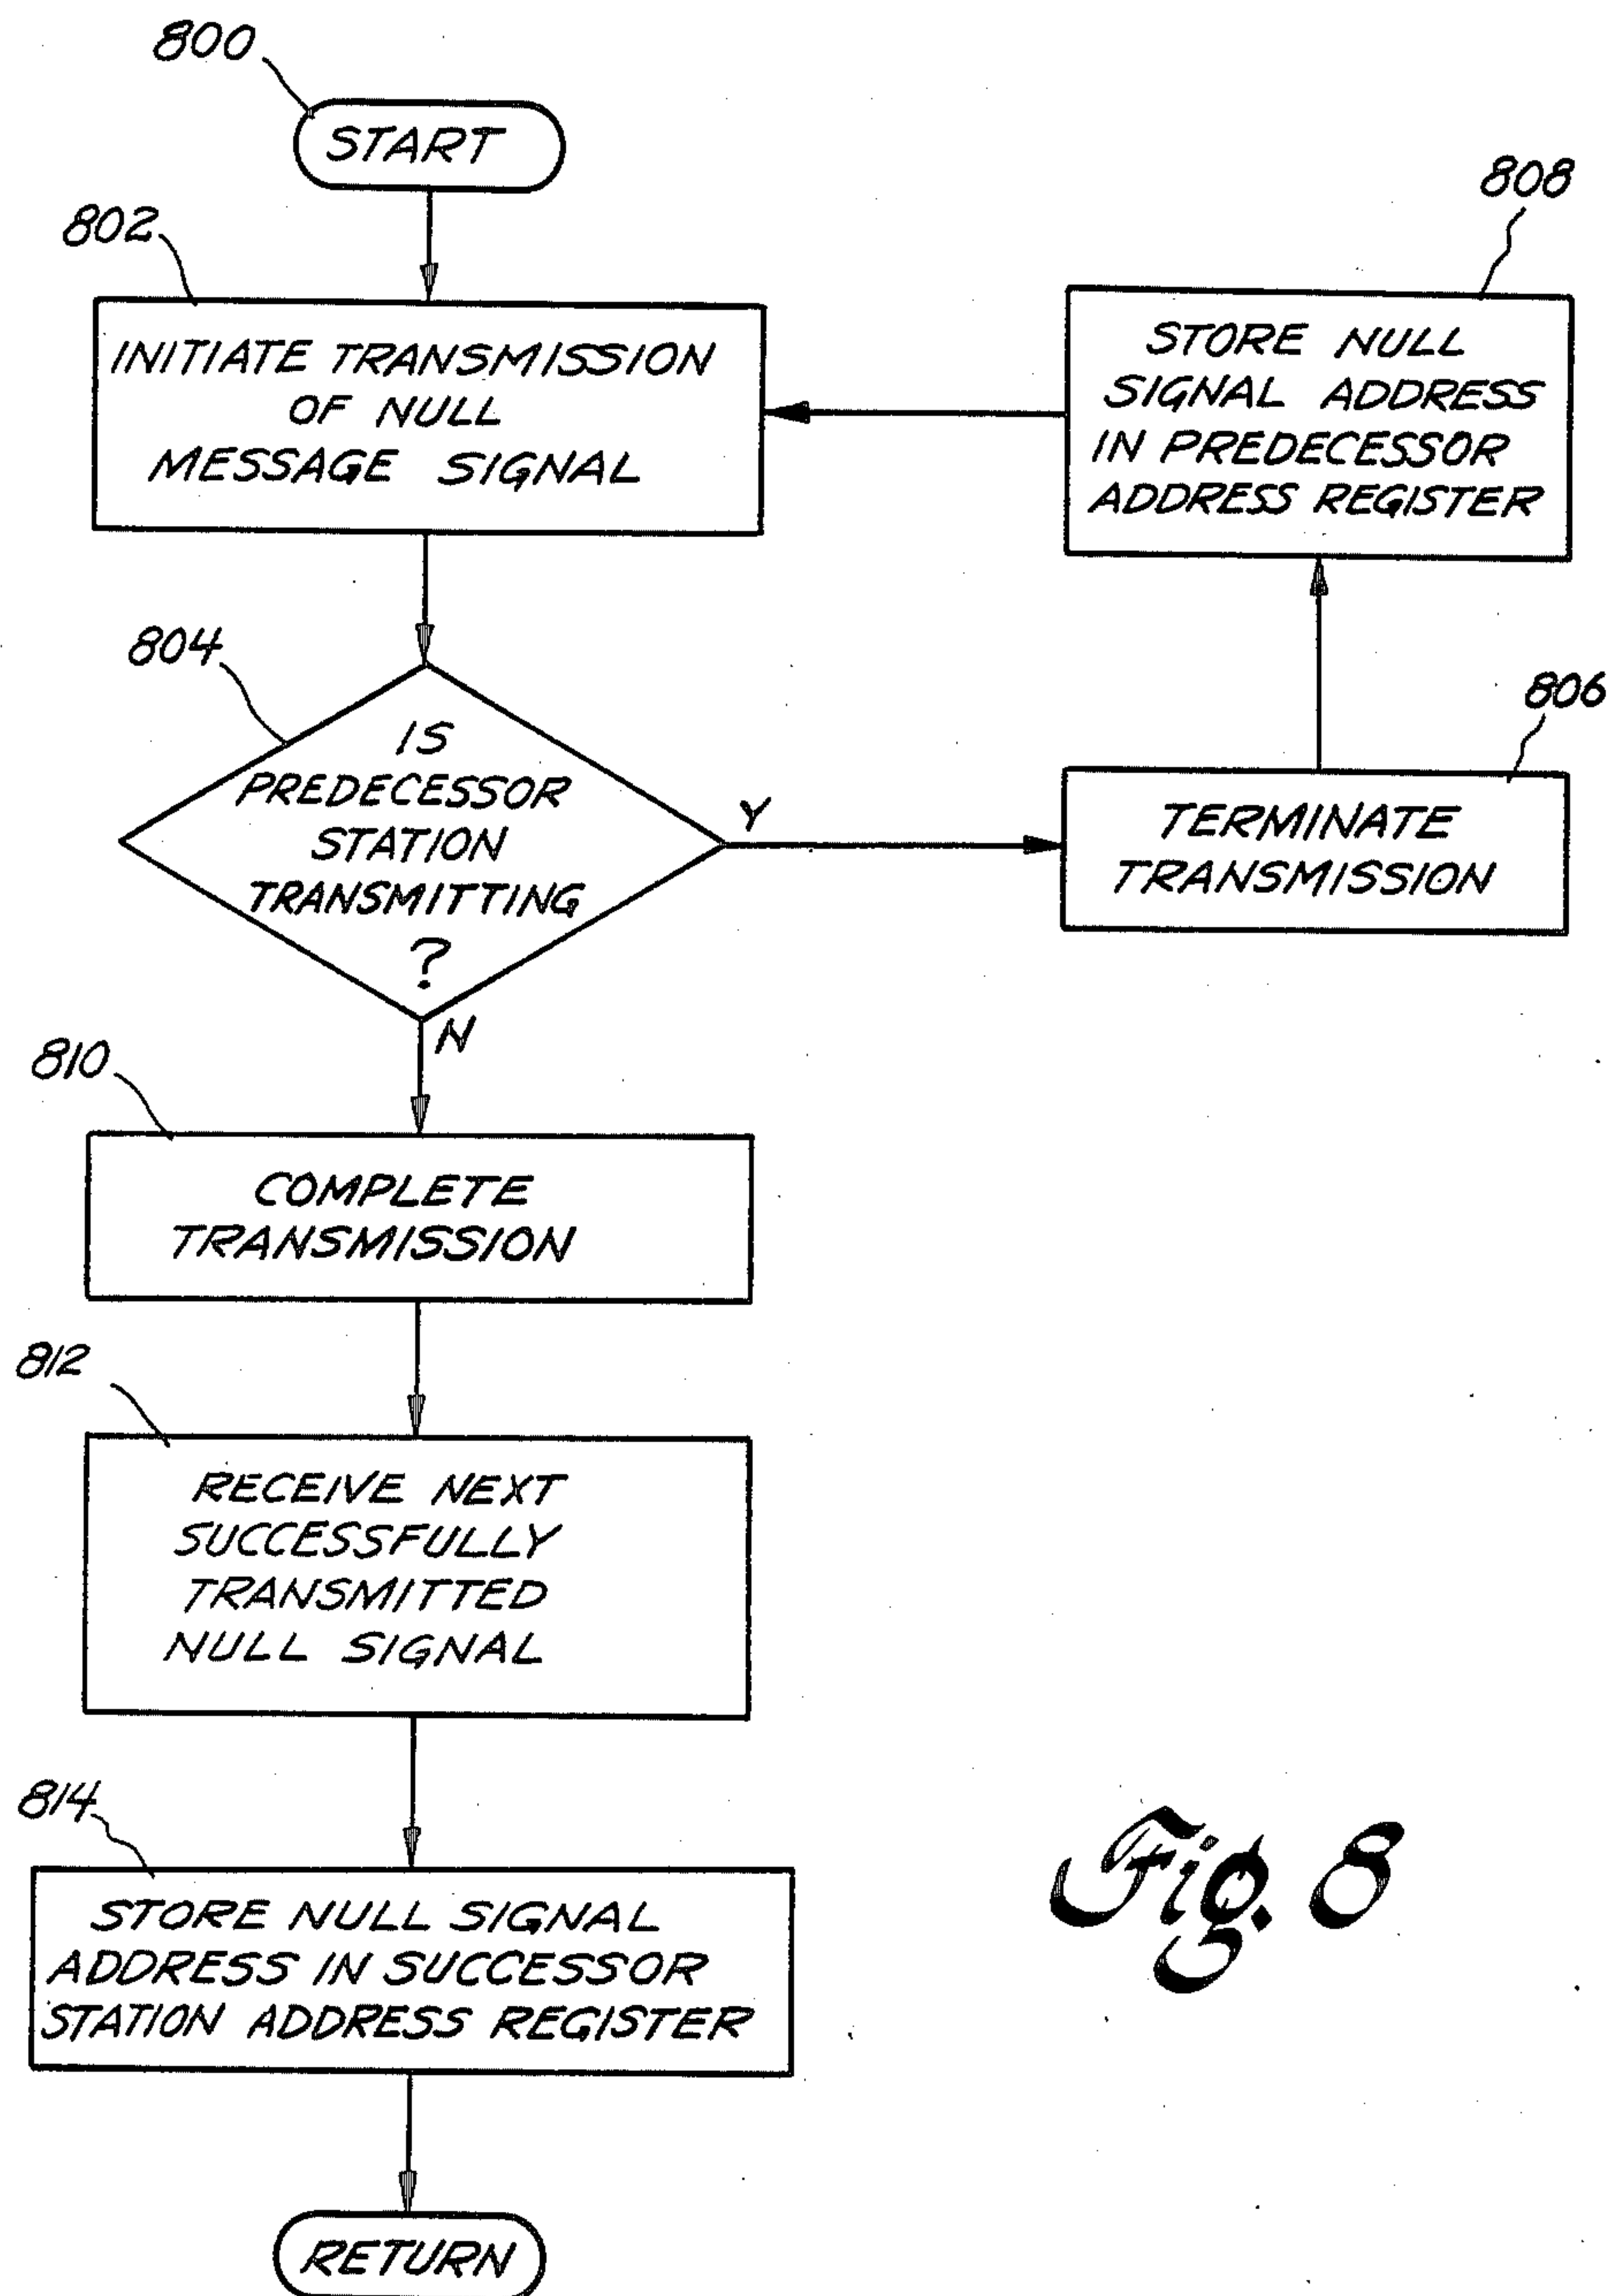 800
START
802
INITIATE TRANSMISSION
OF NULL
MESSAGE SIGNAL
808
STORE NULL
SIGNAL ADDRESS
IN PREDECESSOR
ADDRESS REGISTER
804
IS
PREDECESSOR
STATION
TRANSMITTING
?
Y
806
TERMINATE
TRANSMISSION
N
810
COMPLETE
TRANSMISSION
812
RECEIVE NEXT
SUCCESSFULLY
TRANSMITTED
NULL SIGNAL
814
STORE NULL SIGNAL
ADDRESS IN SUCCESSOR
STATION ADDRESS REGISTER
RETURN
Fig. 8